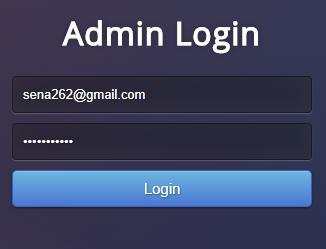 Admin Login
sena262@gmail.com
•••••••••••
Login